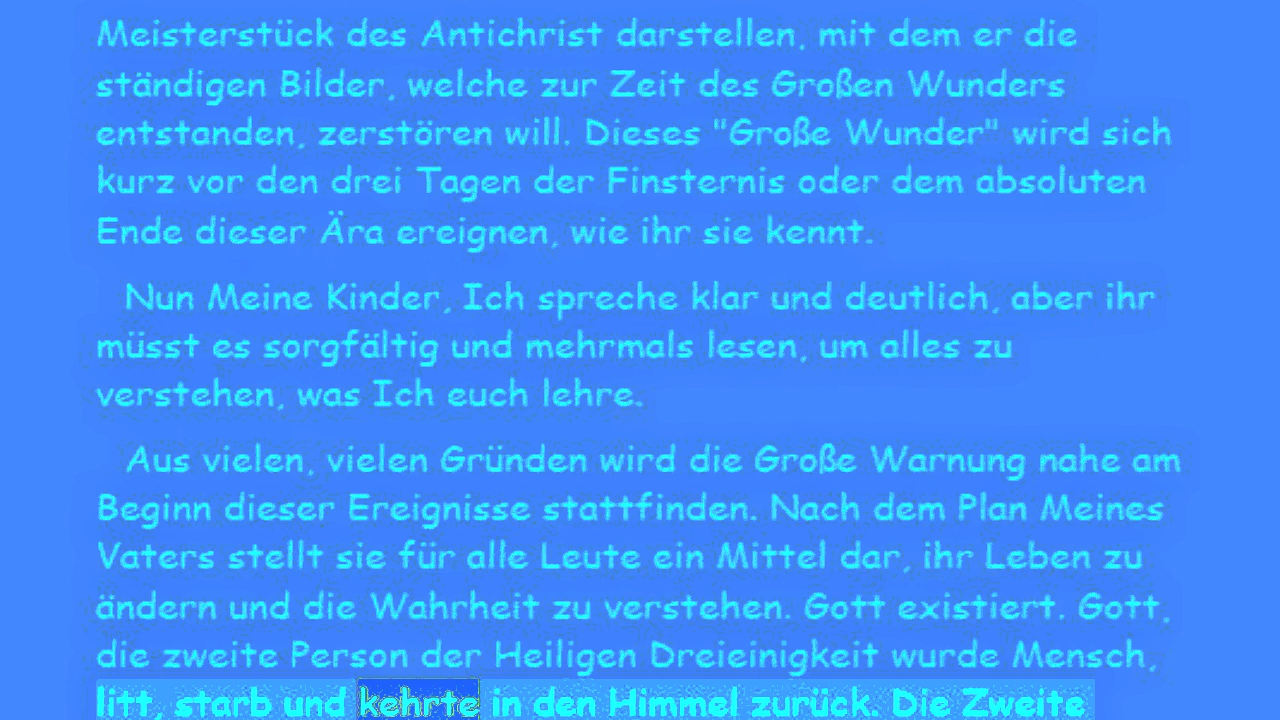 Meisterstück des Antichrist darstellen, mit dem er die
ständigen Bilder, welche zur Zeit des Großen Wunders
entstanden, zerstören will. Dieses "Große Wunder" wird sich
kurz vor den drei Tagen der Finsternis oder dem absoluten
Ende dieser Ära ereignen, wie ihr sie kennt.
Nun Meine Kinder, Ich spreche klar und deutlich, aber ihr
müsst es sorgfältig und mehrmals lesen, um alles zu
verstehen, was Ich euch lehre.
Aus vielen, vielen Gründen wird die Große Warnung nahe am
Beginn dieser Ereignisse stattfinden. Nach dem Plan Meines
Vaters stellt sie für alle Leute ein Mittel dar, ihr Leben zu
ändern und die Wahrheit zu verstehen. Gott existiert. Gott,
die zweite Person der Heiligen Dreieinigkeit wurde Mensch,
litt, starb und kehrte in den Himmel zurück. Die Zweite